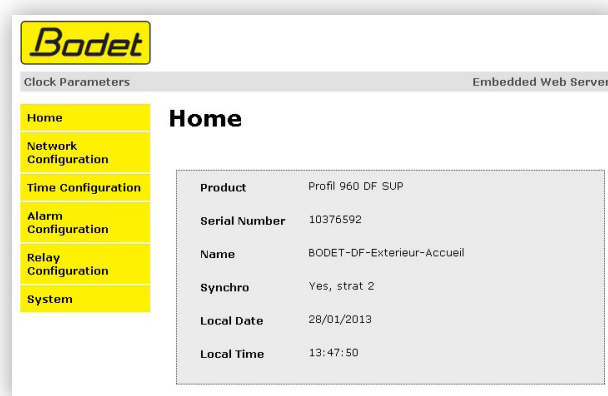 Bodet
Clock Parameters Embedded Web Server
Home
Network
Configuration
Time Configuration
Alarm
Configuration
Relay
Configuration
System
Home
Product Profil 960 DF SUP
Serial Number 10376592
Name BODET-DF-Exterieur-Accueil
Synchro Yes, strat 2
Local Date 28/01/2013
Local Time 13:47:50